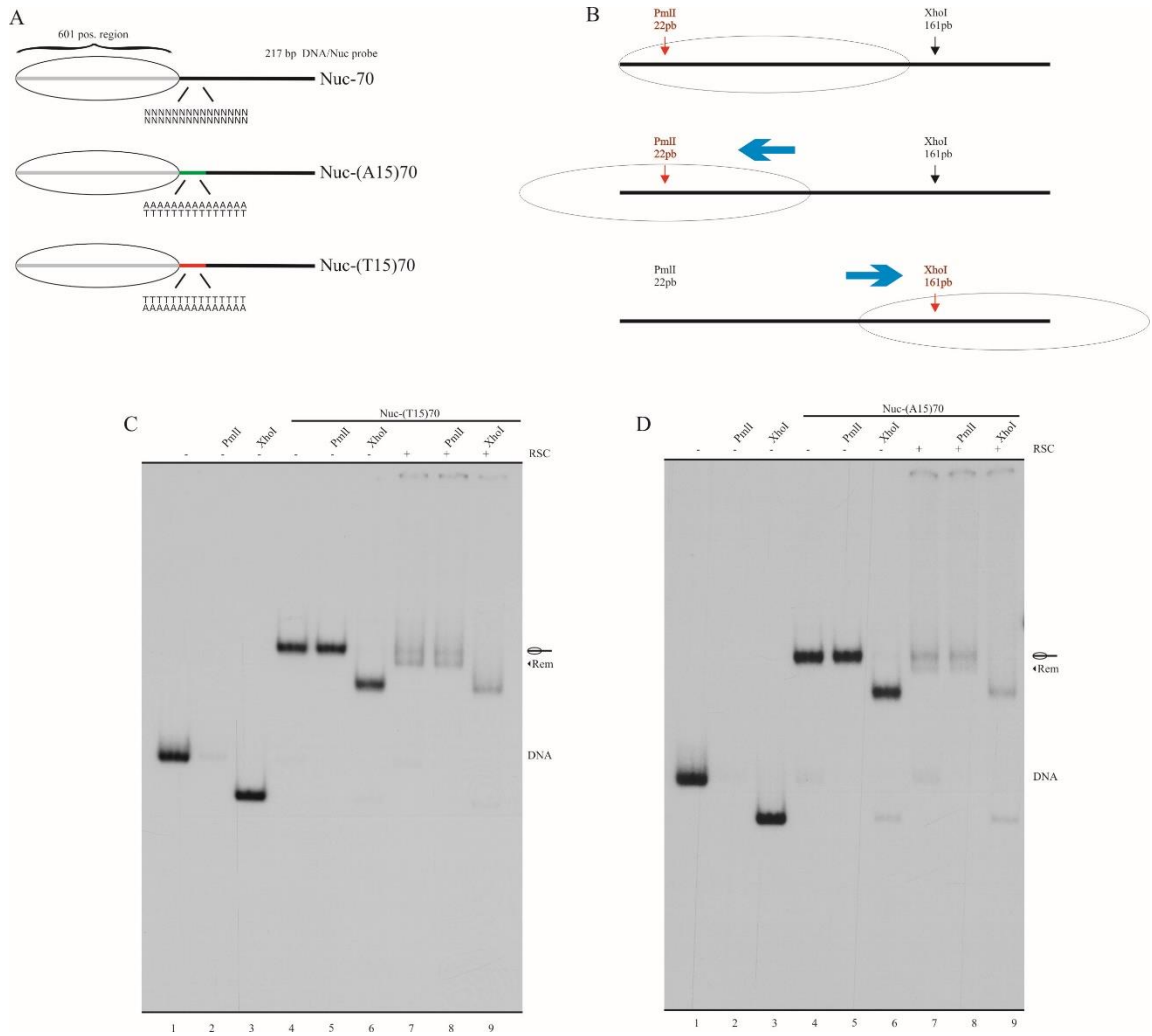 A
601 pos. region
217 bp DNA/Nuc probe
Nuc-70
NNNNNNNNNNNNNNN
NNNNNNNNNNNNNNN
Nuc-(A15)70
AAAAAAAAAAAAAAA
TTTTTTTTTTTTTTT
Nuc-(T15)70
TTTTTTTTTTTTTTT
AAAAAAAAAAAAAAA
B
PmlI XhoI
22pb 161pb
PmlI XhoI
22pb 161pb
PmlI XhoI
22pb 161pb
C
Nuc-(T15)70
PmlI XhoI PmlI XhoI PmlI XhoI
- - - - - - + + + RSC
Rem
DNA
1 2 3 4 5 6 7 8 9
D
Nuc-(A15)70
PmlI XhoI PmlI XhoI PmlI XhoI
- - - - - - + + + RSC
Rem
DNA
1 2 3 4 5 6 7 8 9